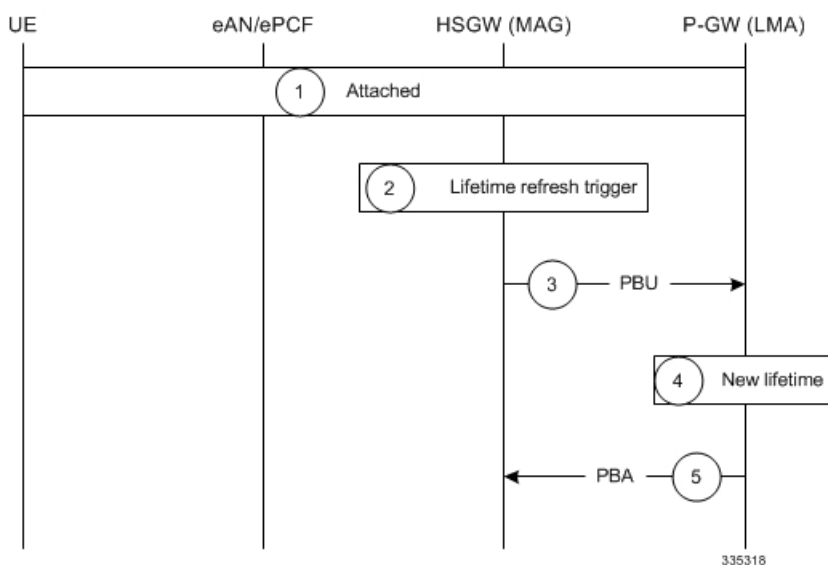 UE eAN/ePCF HSGW (MAG) P-GW (LMA)
1 Attached
2 Lifetime refresh trigger
3 PBU
4 New lifetime
PBA 5
335318